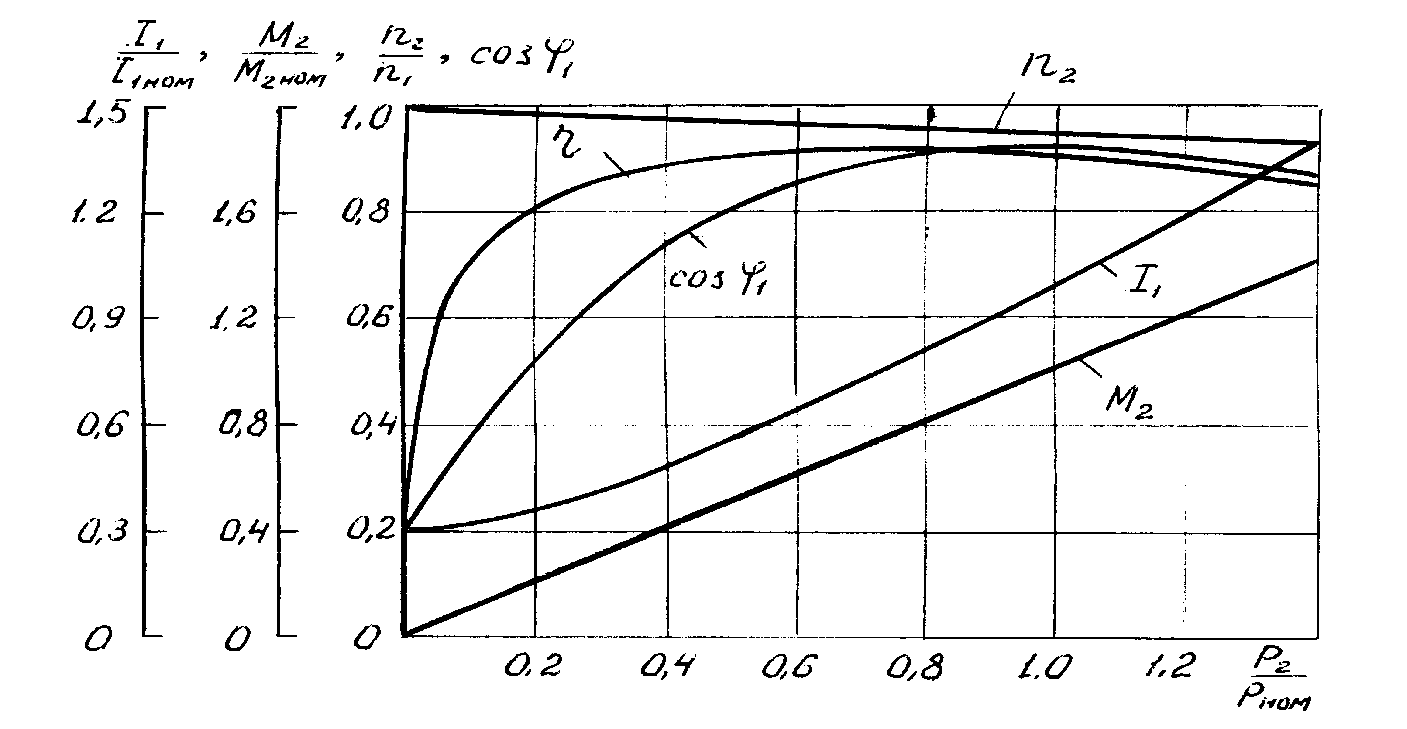 I₁/I₁ном, M₂/M₂ном, n₂/n₁, cos φ₁
n₂
1,5 1,0
η
1.2 1,6 0,8
cos φ₁
I₁
0,9 1.2 0,6
M₂
0,6 0,8 0,4
0,3 0,4 0,2
0 0 0
0.2 0,4 0,6 0,8 1.0 1.2 P₂/Pном